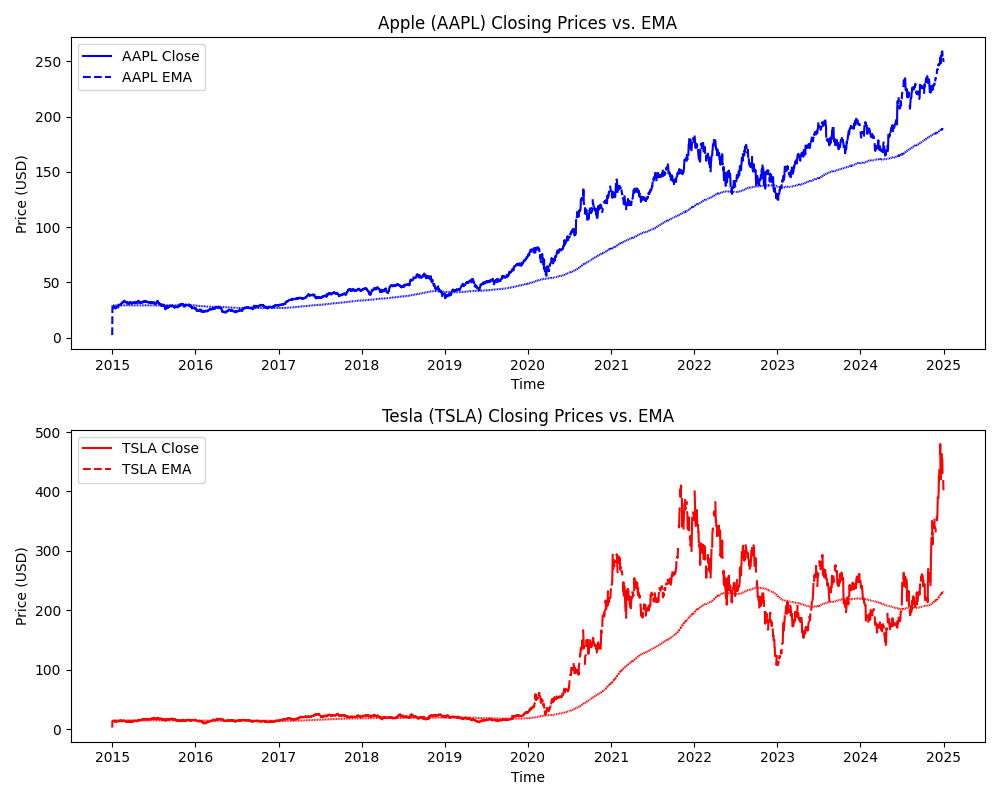 Apple (AAPL) Closing Prices vs. EMA
AAPL Close
AAPL EMA
Price (USD)
250
200
150
100
50
0
2015 2016 2017 2018 2019 2020 2021 2022 2023 2024 2025
Time
Tesla (TSLA) Closing Prices vs. EMA
TSLA Close
TSLA EMA
Price (USD)
500
400
300
200
100
0
2015 2016 2017 2018 2019 2020 2021 2022 2023 2024 2025
Time